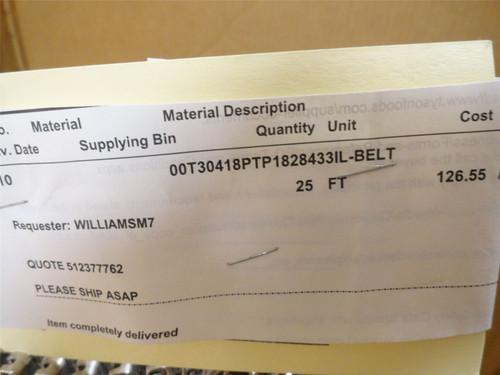 o. Material Material Description
v. Date Supplying Bin Quantity Unit Cost
10 00T30418PTP1828433IL-BELT
25 FT 126.55
Requester: WILLIAMSM7
QUOTE 512377762
PLEASE SHIP ASAP
Item completely delivered